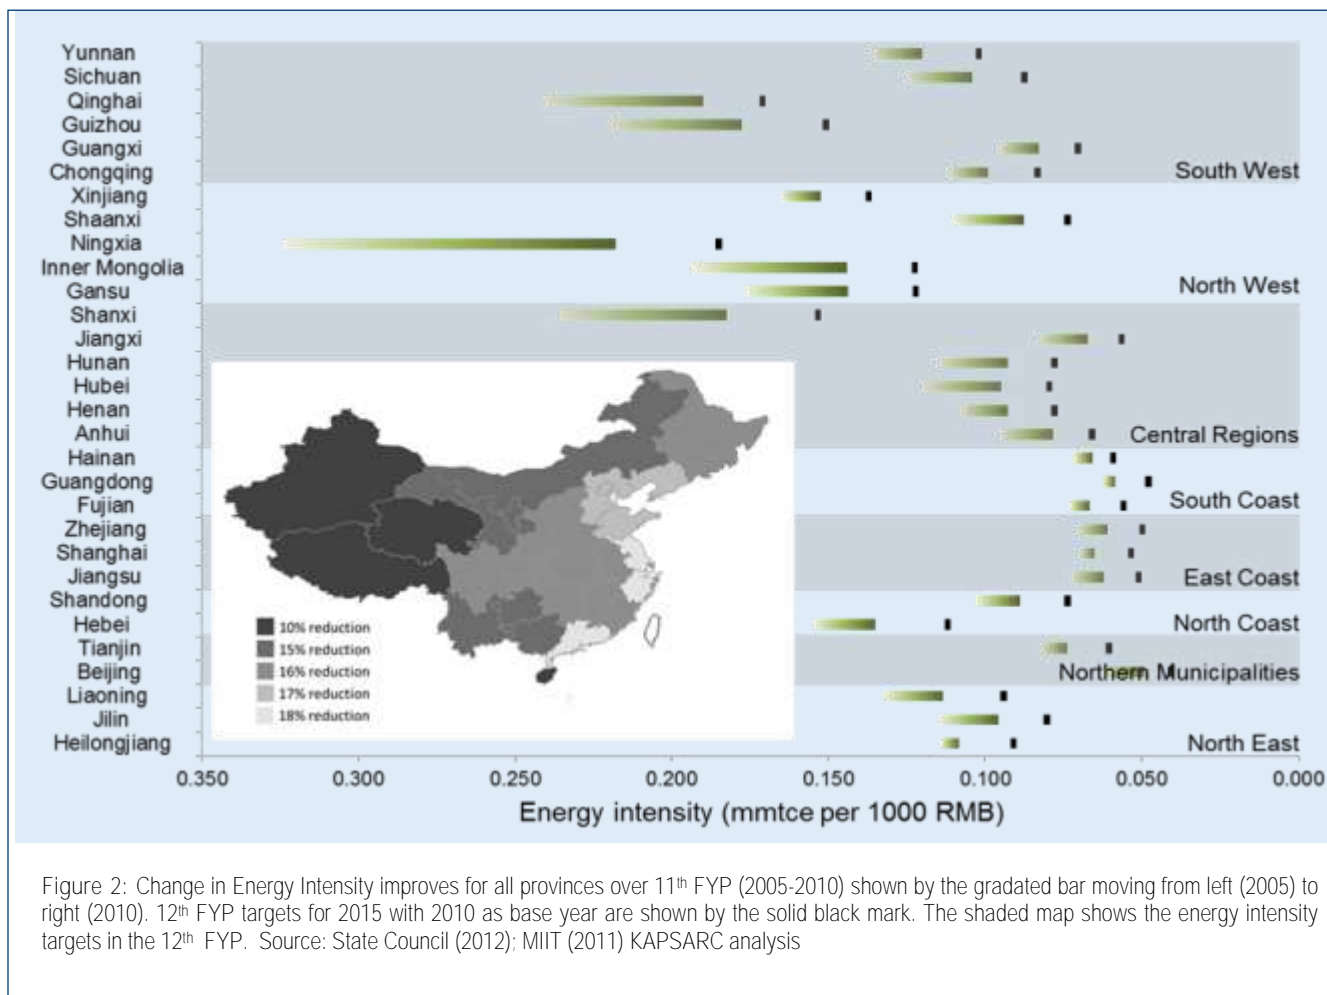 Yunnan
Sichuan
Qinghai
Guizhou
Guangxi
Chongqing
South West
Xinjiang
Shaanxi
Ningxia
Inner Mongolia
Gansu
North West
Shanxi
Jiangxi
Hunan
Hubei
Henan
Anhui
Central Regions
Hainan
Guangdong
Fujian
South Coast
Zhejiang
Shanghai
Jiangsu
East Coast
Shandong
Hebei
North Coast
Tianjin
Beijing
Northern Municipalities
Liaoning
Jilin
Heilongjiang
North East
10% reduction
15% reduction
16% reduction
17% reduction
18% reduction
0.350 0.300 0.250 0.200 0.150 0.100 0.050 0.000
Energy intensity (mmtce per 1000 RMB)
Figure 2: Change in Energy Intensity improves for all provinces over 11th FYP (2005-2010) shown by the gradated bar moving from left (2005) to
right (2010). 12th FYP targets for 2015 with 2010 as base year are shown by the solid black mark. The shaded map shows the energy intensity
targets in the 12th FYP. Source: State Council (2012); MIIT (2011) KAPSARC analysis